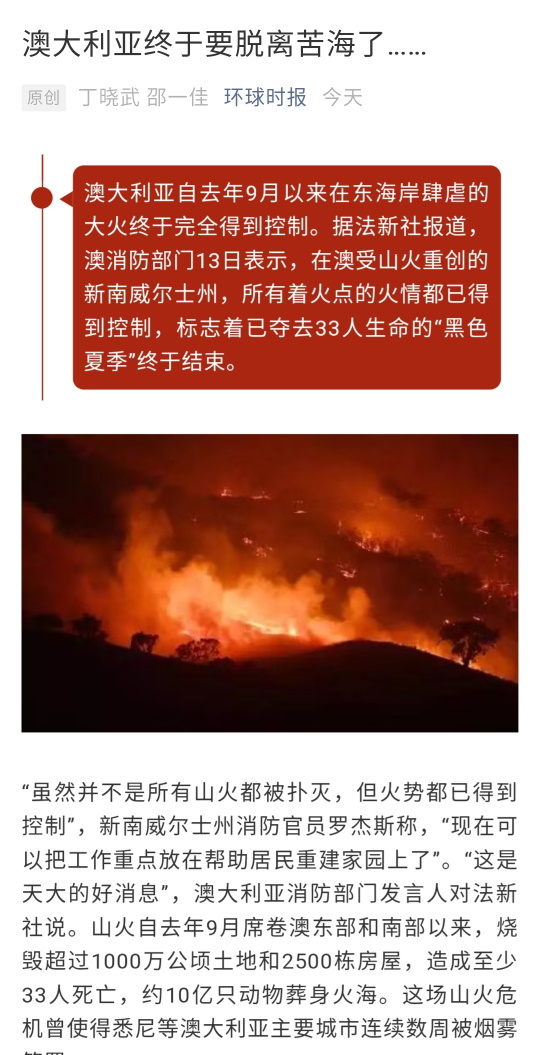 澳大利亚终于要脱离苦海了……
原创 丁晓武 邵一佳 环球时报 今天
澳大利亚自去年9月以来在东海岸肆虐的
大火终于完全得到控制。据法新社报道，
澳消防部门13日表示，在澳受山火重创的
新南威尔士州，所有着火点的火情都已得
到控制，标志着已夺去33人生命的“黑色
夏季”终于结束。
“虽然并不是所有山火都被扑灭，但火势都已得到
控制”，新南威尔士州消防官员罗杰斯称，“现在可
以把工作重点放在帮助居民重建家园上了”。“这是
天大的好消息”，澳大利亚消防部门发言人对法新
社说。山火自去年9月席卷澳东部和南部以来，烧
毁超过1000万公顷土地和2500栋房屋，造成至少
33人死亡，约10亿只动物葬身火海。这场山火危
机曾使得悉尼等澳大利亚主要城市连续数周被烟雾